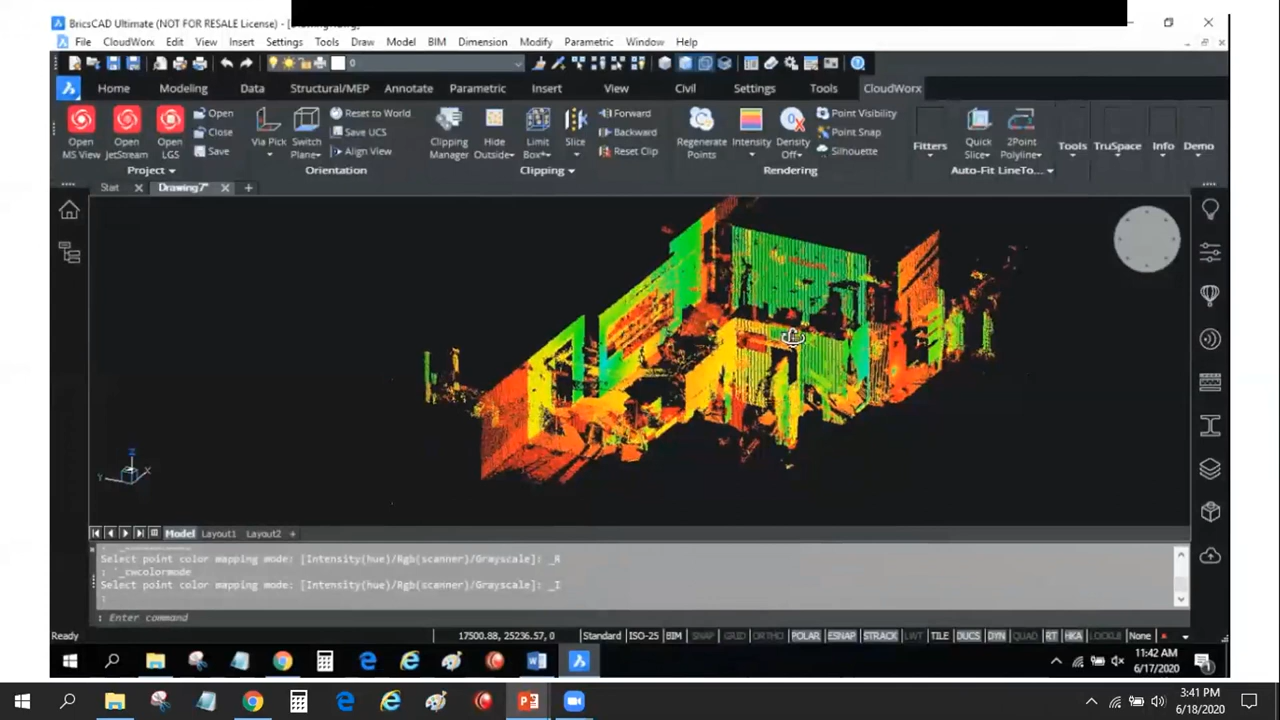 BricsCAD Ultimate (NOT FOR RESALE License) - [
File CloudWorx Edit View Insert Settings Tools Draw Model BIM Dimension Modify Parametric Window Help
0
Home Modeling Data Structural/MEP Annotate Parametric Insert View Civil Settings Tools CloudWorx
Open MS View
Open JetStream
Open LGS
Open
Close
Save
Via Pick
Switch Plane
Reset to World
Save UCS
Align View
Clipping Manager
Hide Outside
Limit Box
Slice
Forward
Backward
Reset Clip
Regenerate Points
Intensity
Density Off
Point Visibility
Point Snap
Silhouette
Fitters
Quick Slice
2Point Polyline
Tools
TruSpace
Info
Demo
Project Orientation Clipping Rendering Auto-Fit LineTo...
Start Drawing7*
Z
Y X
Model Layout1 Layout2
Select point color mapping mode: [Intensity(hue)/Rgb(scanner)/Grayscale]: _R
: '_cwcolormode
Select point color mapping mode: [Intensity(hue)/Rgb(scanner)/Grayscale]: _I
:
: Enter command
Ready 17500.88, 25236.57, 0 Standard ISO-25 BIM SNAP GRID ORTHO POLAR ESNAP STRACK LWT TILE DUCS DYN QUAD RT HKA LOCKUI None
11:42 AM
6/17/2020
3:41 PM
6/18/2020